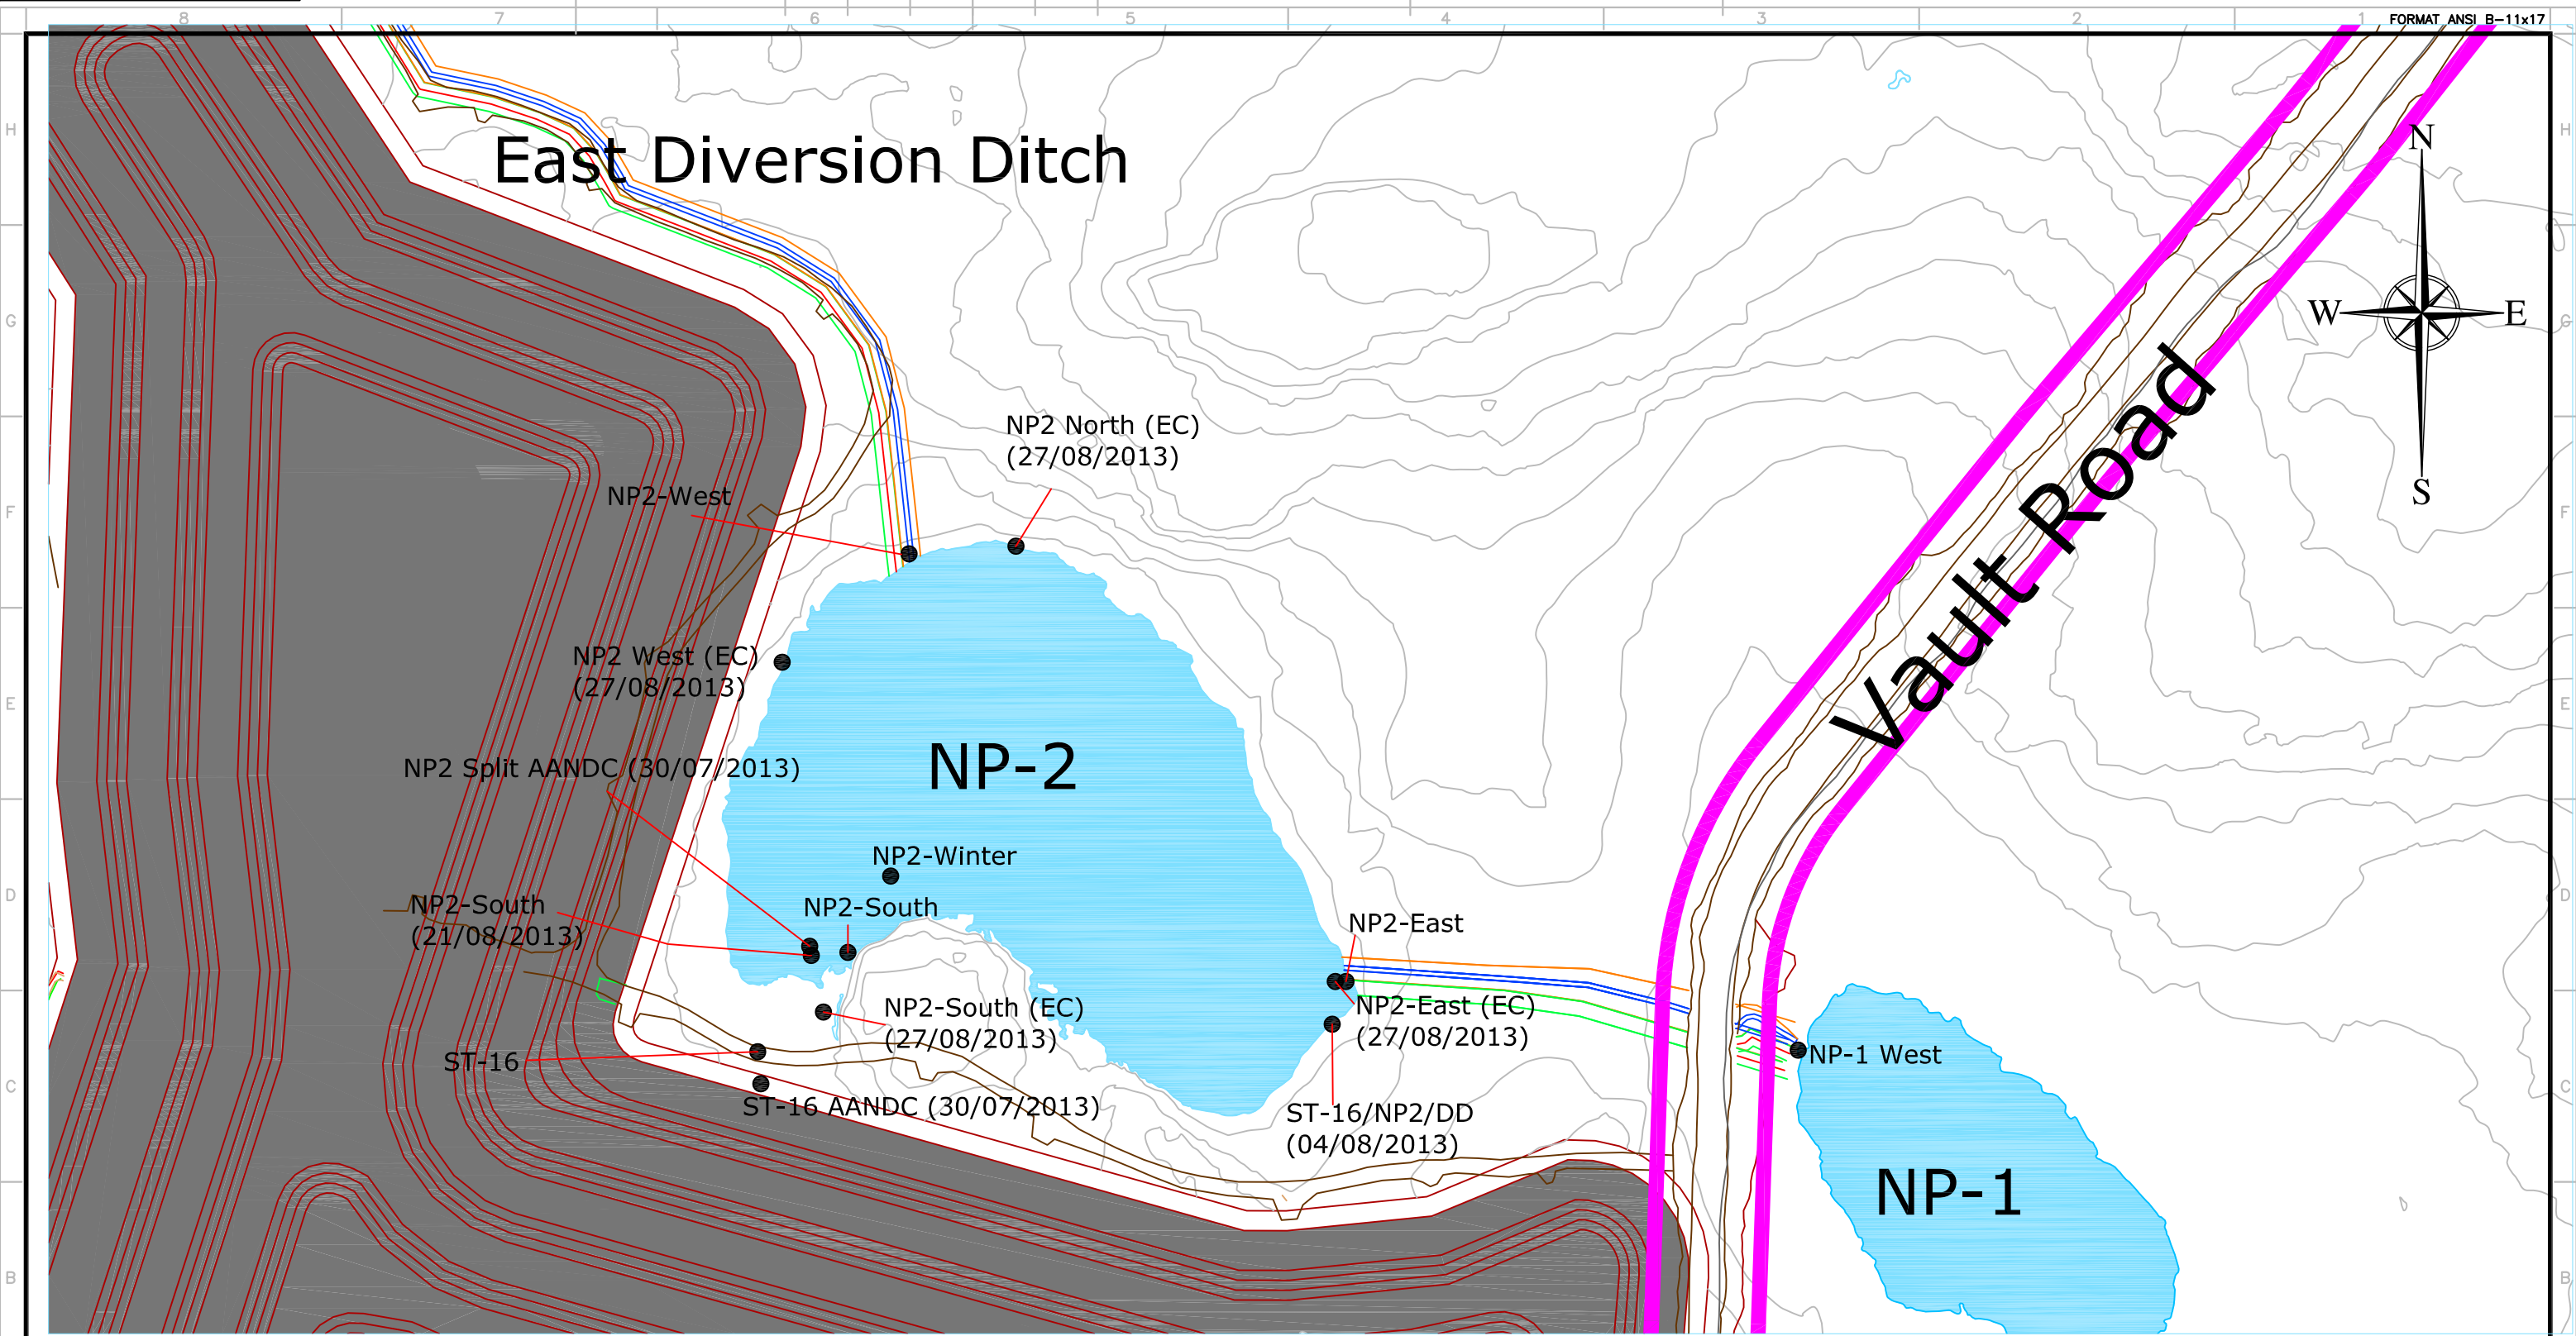 8 7 6 5 4 3 2 1
FORMAT ANSI B-11x17
H H
East Diversion Ditch
N
W E
S
G G
NP2 North (EC)
(27/08/2013)
NP2-West
F F
Vault Road
NP2 West (EC)
(27/08/2013)
E E
NP2 Split AANDC (30/07/2013)
NP-2
NP2-Winter
NP2-South
NP2-South
(21/08/2013)
D D
NP2-East
NP2-South (EC)
(27/08/2013)
NP2-East (EC)
(27/08/2013)
ST-16
NP-1 West
C C
ST-16 AANDC (30/07/2013)
ST-16/NP2/DD
(04/08/2013)
NP-1
B B